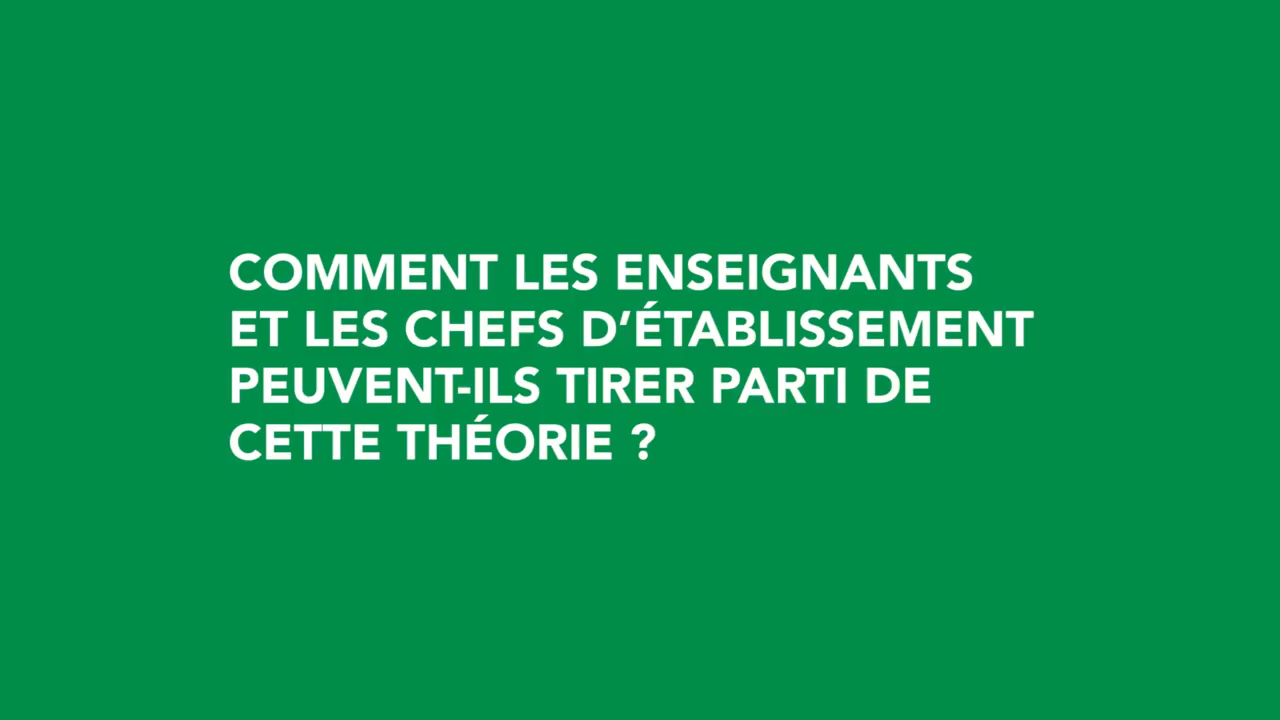 COMMENT LES ENSEIGNANTS
ET LES CHEFS D’ÉTABLISSEMENT
PEUVENT-ILS TIRER PARTI DE
CETTE THÉORIE ?